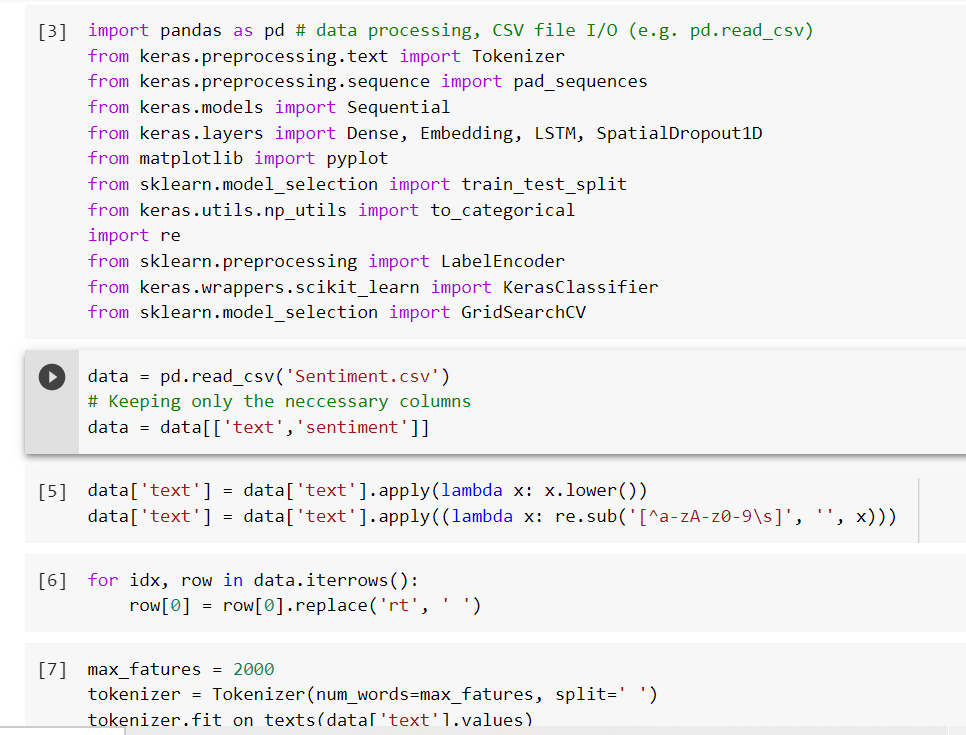 [3] import pandas as pd # data processing, CSV file I/O (e.g. pd.read_csv)
from keras.preprocessing.text import Tokenizer
from keras.preprocessing.sequence import pad_sequences
from keras.models import Sequential
from keras.layers import Dense, Embedding, LSTM, SpatialDropout1D
from matplotlib import pyplot
from sklearn.model_selection import train_test_split
from keras.utils.np_utils import to_categorical
import re
from sklearn.preprocessing import LabelEncoder
from keras.wrappers.scikit_learn import KerasClassifier
from sklearn.model_selection import GridSearchCV
data = pd.read_csv('Sentiment.csv')
# Keeping only the neccessary columns
data = data[['text','sentiment']]
[5] data['text'] = data['text'].apply(lambda x: x.lower())
data['text'] = data['text'].apply((lambda x: re.sub('[^a-zA-z0-9\s]', '', x)))
[6] for idx, row in data.iterrows():
    row[0] = row[0].replace('rt', ' ')
[7] max_fatures = 2000
tokenizer = Tokenizer(num_words=max_fatures, split=' ')
tokenizer.fit_on_texts(data['text'].values)